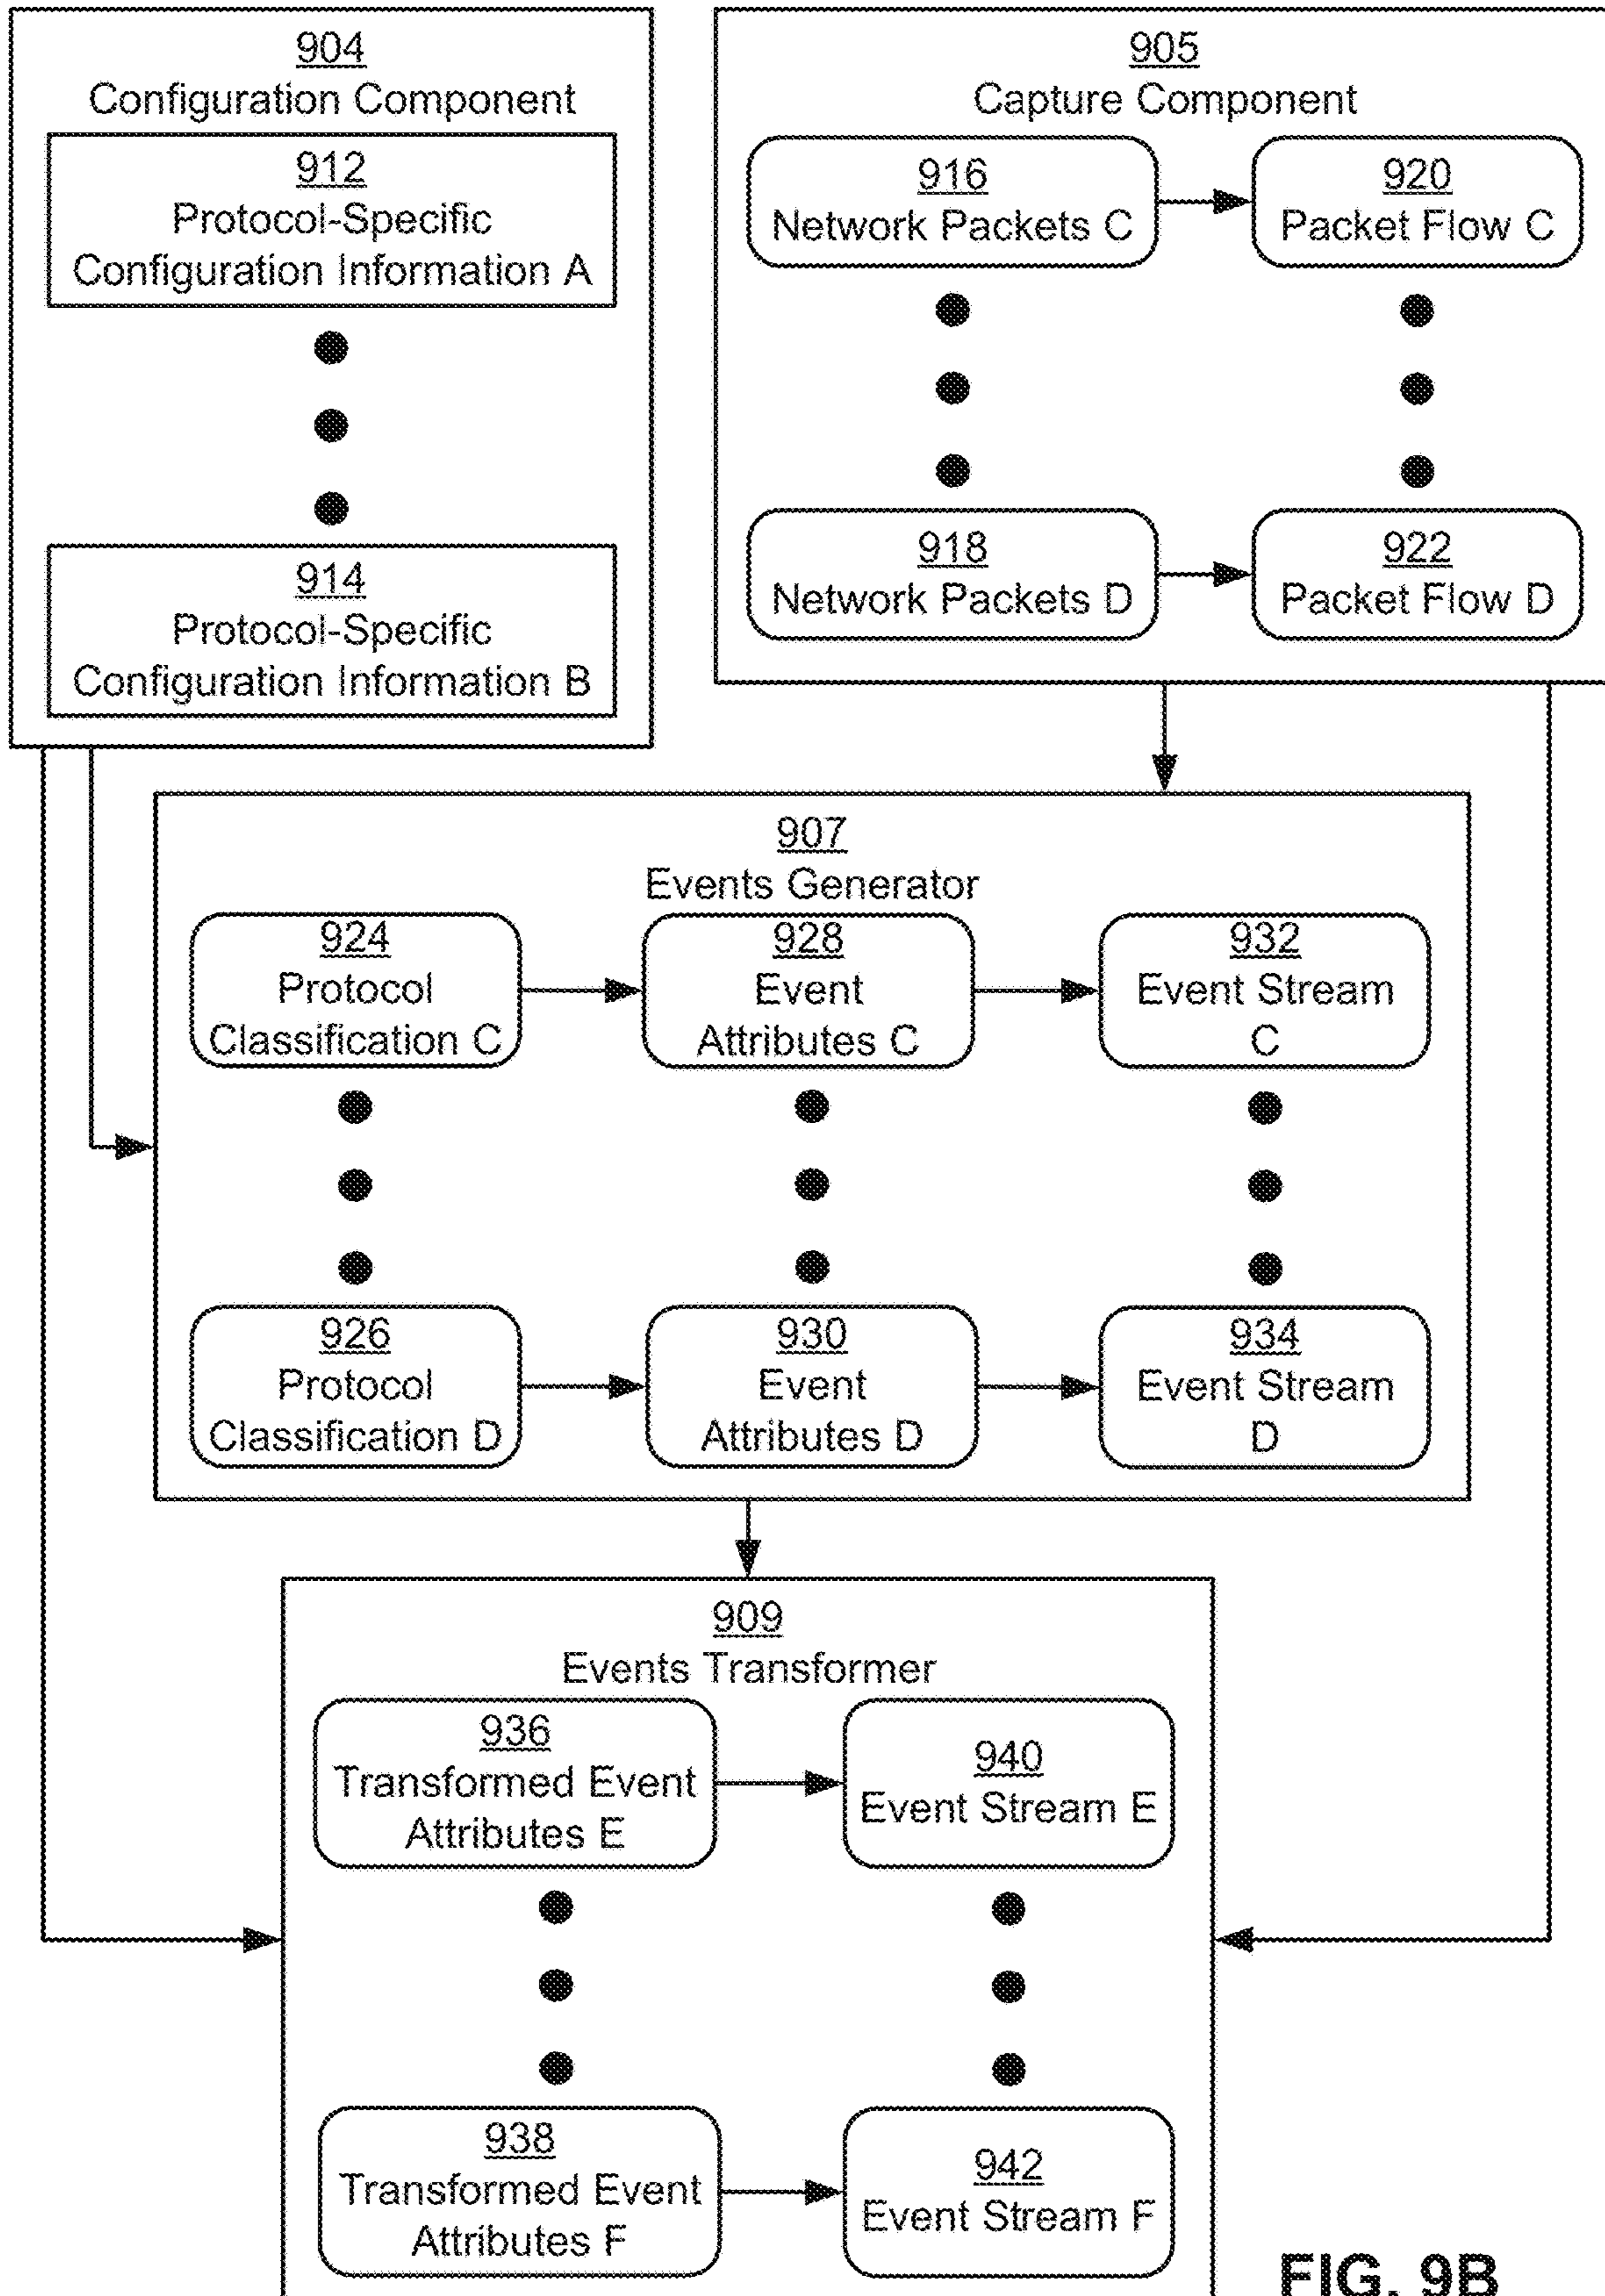 904
Configuration Component
912
Protocol-Specific
Configuration Information A
914
Protocol-Specific
Configuration Information B
905
Capture Component
916
Network Packets C
920
Packet Flow C
918
Network Packets D
922
Packet Flow D
907
Events Generator
924
Protocol
Classification C
928
Event
Attributes C
932
Event Stream
C
926
Protocol
Classification D
930
Event
Attributes D
934
Event Stream
D
909
Events Transformer
936
Transformed Event
Attributes E
940
Event Stream E
938
Transformed Event
Attributes F
942
Event Stream F
FIG. 9B